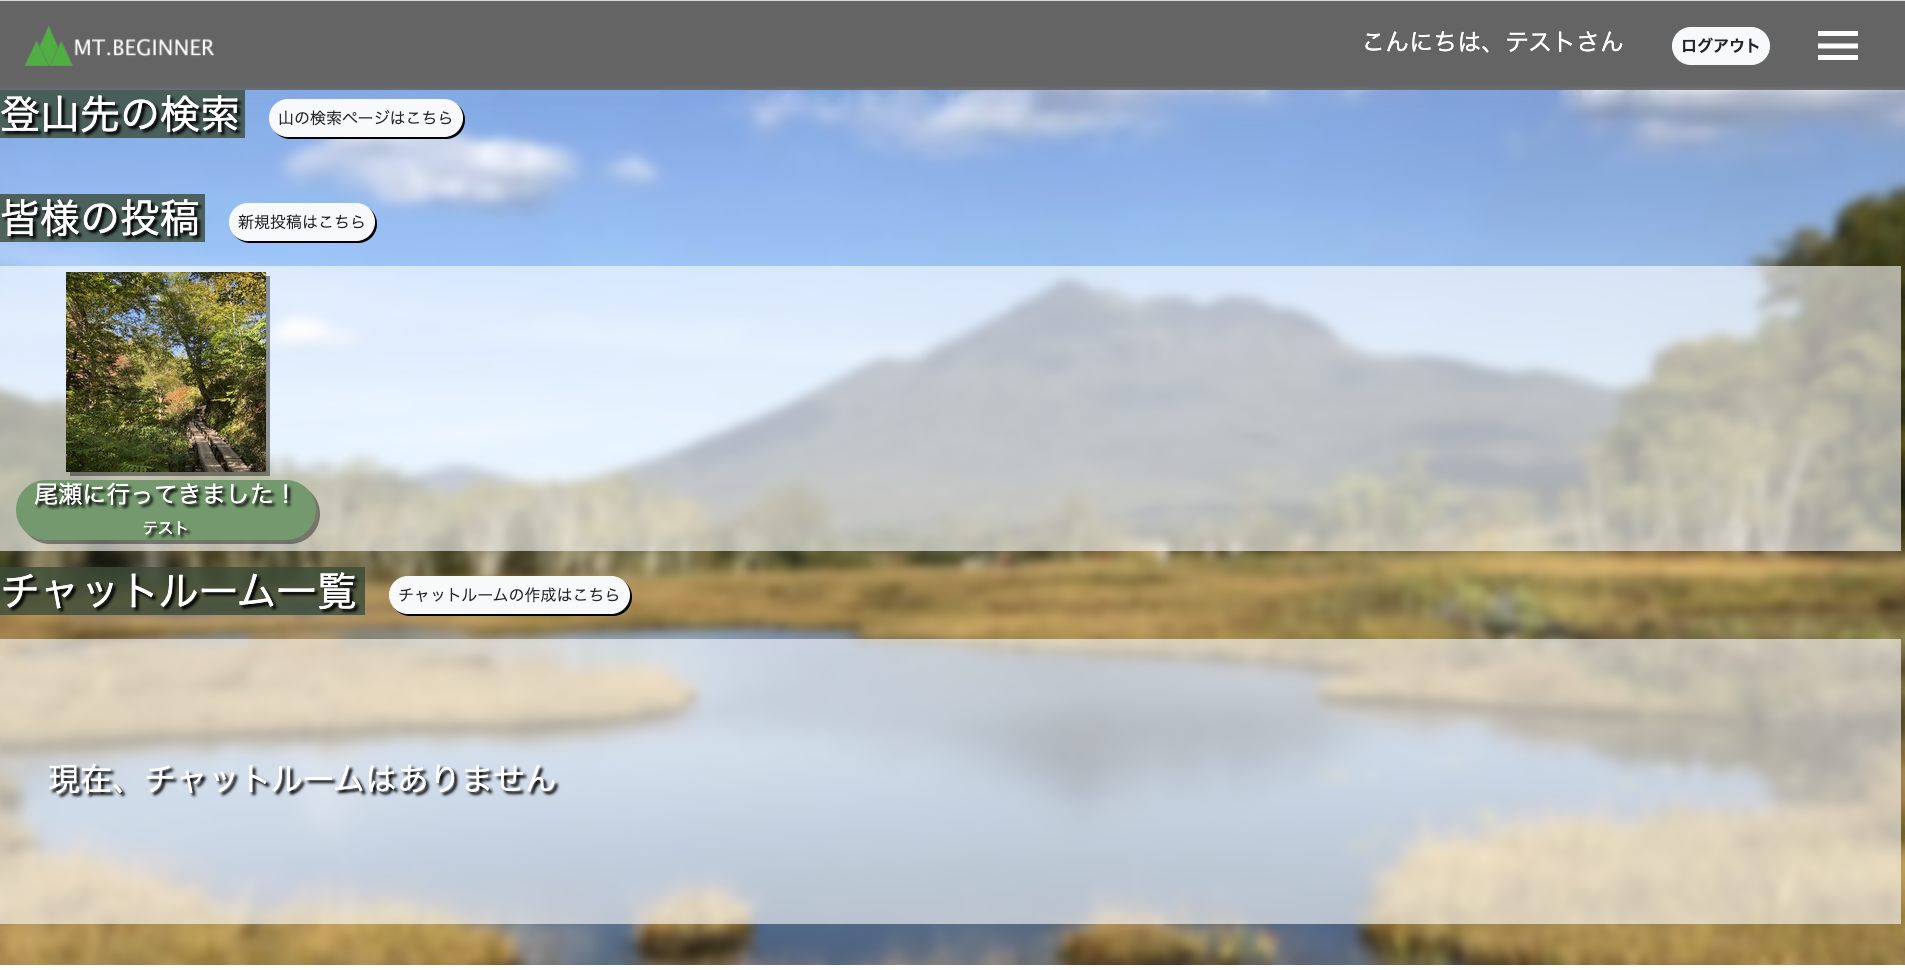 MT.BEGINNER
こんにちは、テストさん
ログアウト
登山先の検索
山の検索ページはこちら
皆様の投稿
新規投稿はこちら
尾瀬に行ってきました！
テスト
チャットルーム一覧
チャットルームの作成はこちら
現在、チャットルームはありません